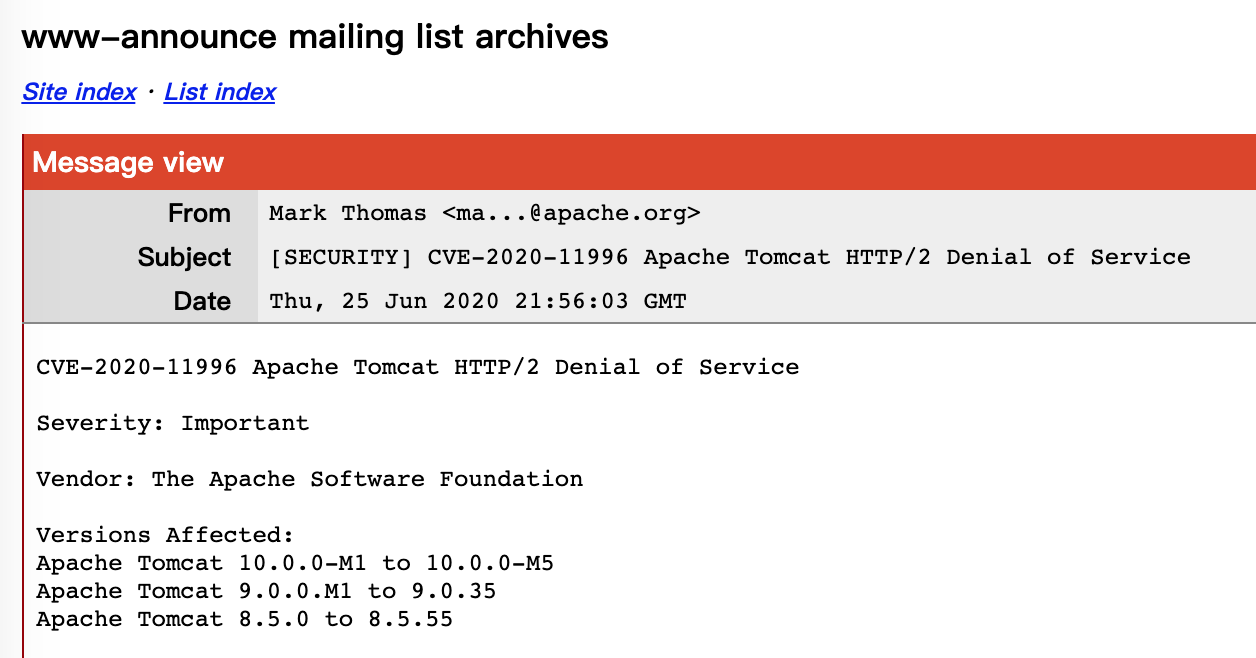 www-announce mailing list archives
Site index · List index
Message view
From Mark Thomas <ma...@apache.org>
Subject [SECURITY] CVE-2020-11996 Apache Tomcat HTTP/2 Denial of Service
Date Thu, 25 Jun 2020 21:56:03 GMT
CVE-2020-11996 Apache Tomcat HTTP/2 Denial of Service
Severity: Important
Vendor: The Apache Software Foundation
Versions Affected:
Apache Tomcat 10.0.0-M1 to 10.0.0-M5
Apache Tomcat 9.0.0.M1 to 9.0.35
Apache Tomcat 8.5.0 to 8.5.55